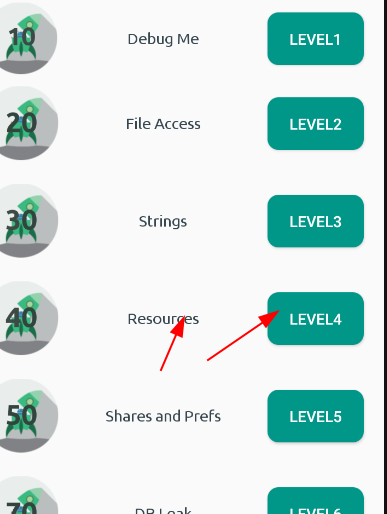 10 Debug Me LEVEL1
20 File Access LEVEL2
30 Strings LEVEL3
40 Resources LEVEL4
50 Shares and Prefs LEVEL5
70 DB Leak LEVEL6